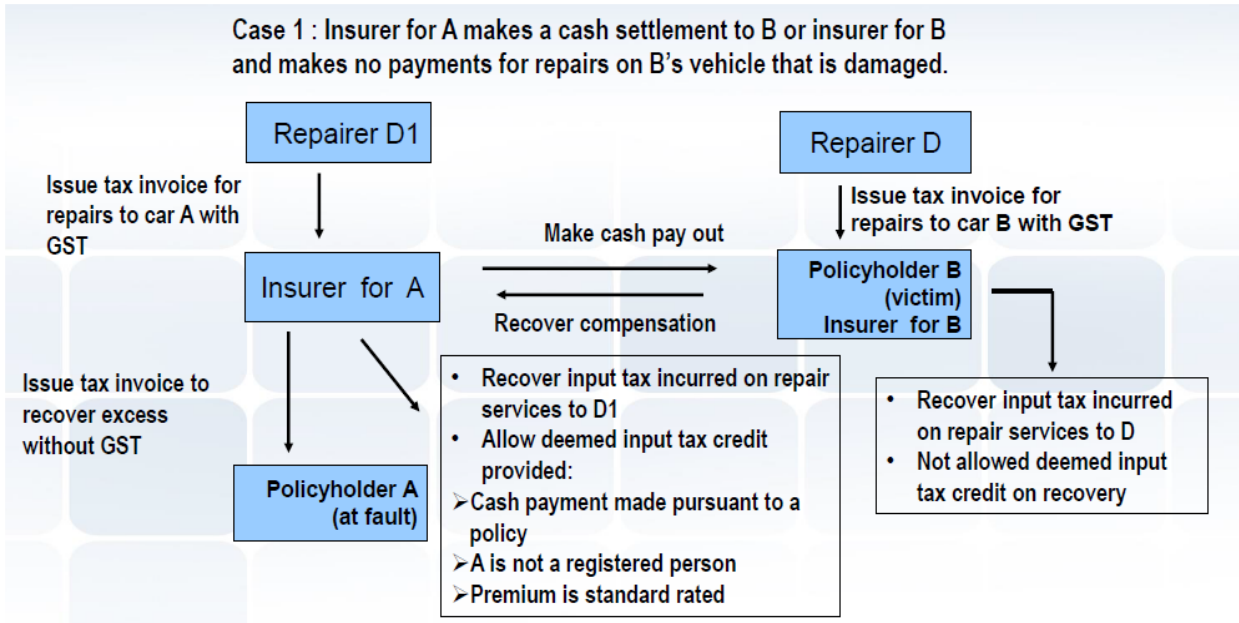 Case 1 : Insurer for A makes a cash settlement to B or insurer for B
and makes no payments for repairs on B's vehicle that is damaged.
Repairer D1
Repairer D
Issue tax invoice for
repairs to car A with
GST
Issue tax invoice for
repairs to car B with GST
Make cash pay out
Insurer for A
Policyholder B
(victim)
Insurer for B
Recover compensation
Issue tax invoice to
recover excess
without GST
Policyholder A
(at fault)
• Recover input tax incurred on repair
services to D1
• Allow deemed input tax credit
provided:
➢Cash payment made pursuant to a
policy
➢A is not a registered person
➢Premium is standard rated
• Recover input tax incurred
on repair services to D
• Not allowed deemed input
tax credit on recovery